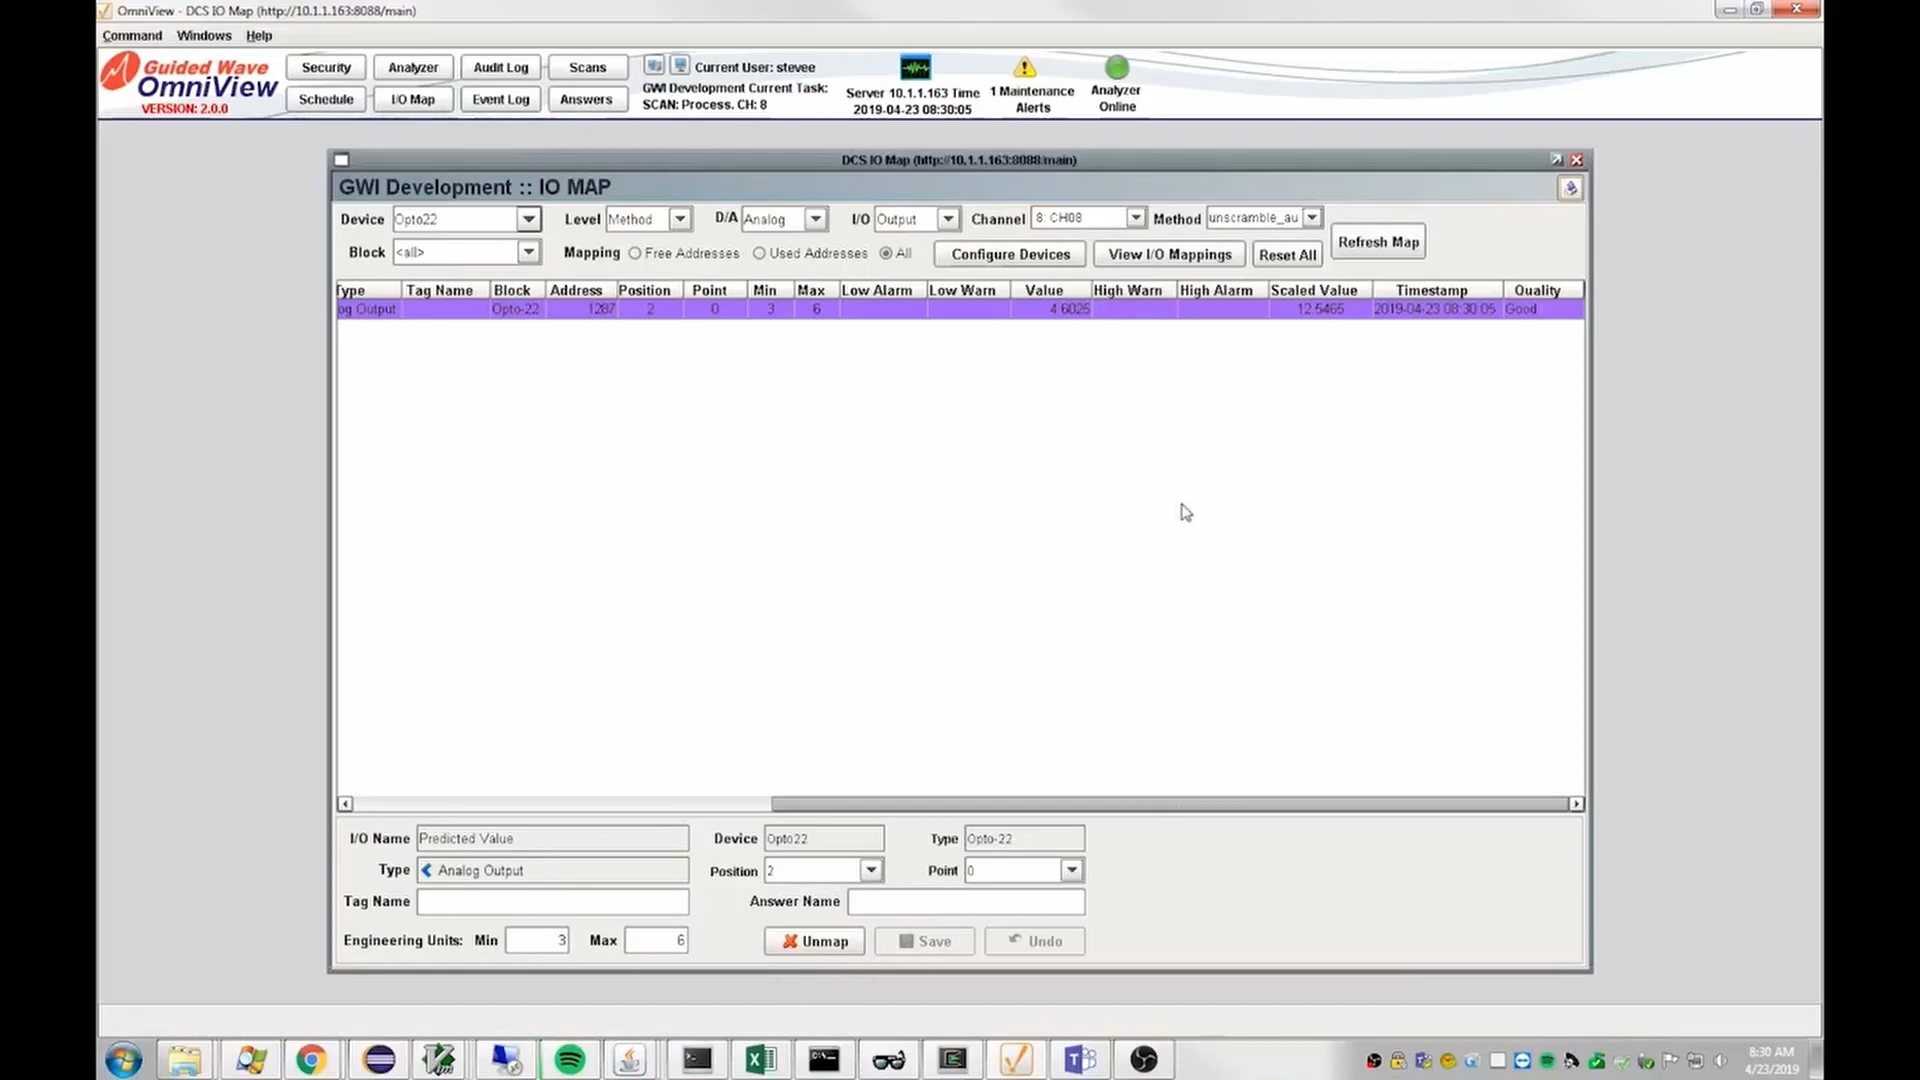 OmniView - DCS IO Map (http://10.1.1.163:8088/main)
Command Windows Help
Guided Wave
OmniView
VERSION: 2.0.0
Security Analyzer Audit Log Scans
Schedule I/O Map Event Log Answers
Current User: stevee
GWI Development Current Task:
SCAN: Process. CH: 8
Server 10.1.1.163 Time
2019-04-23 08:30:05
1 Maintenance
Alerts
Analyzer
Online
DCS IO Map (http://10.1.1.163:8088/main)
GWI Development :: IO MAP
Device Opto22 Level Method D/A Analog I/O Output Channel 8: CH08 Method unscramble_au
Refresh Map
Block <all> Mapping Free Addresses Used Addresses All Configure Devices View I/O Mappings Reset All
Type Tag Name Block Address Position Point Min Max Low Alarm Low Warn Value High Warn High Alarm Scaled Value Timestamp Quality
og Output Opto-22 1287 2 0 3 6 4.6025 12.5465 2019-04-23 08:30:05 Good
I/O Name Predicted Value Device Opto22 Type Opto-22
Type Analog Output Position 2 Point 0
Tag Name Answer Name
Engineering Units: Min 3 Max 6 Unmap Save Undo
8:30 AM
4/23/2019